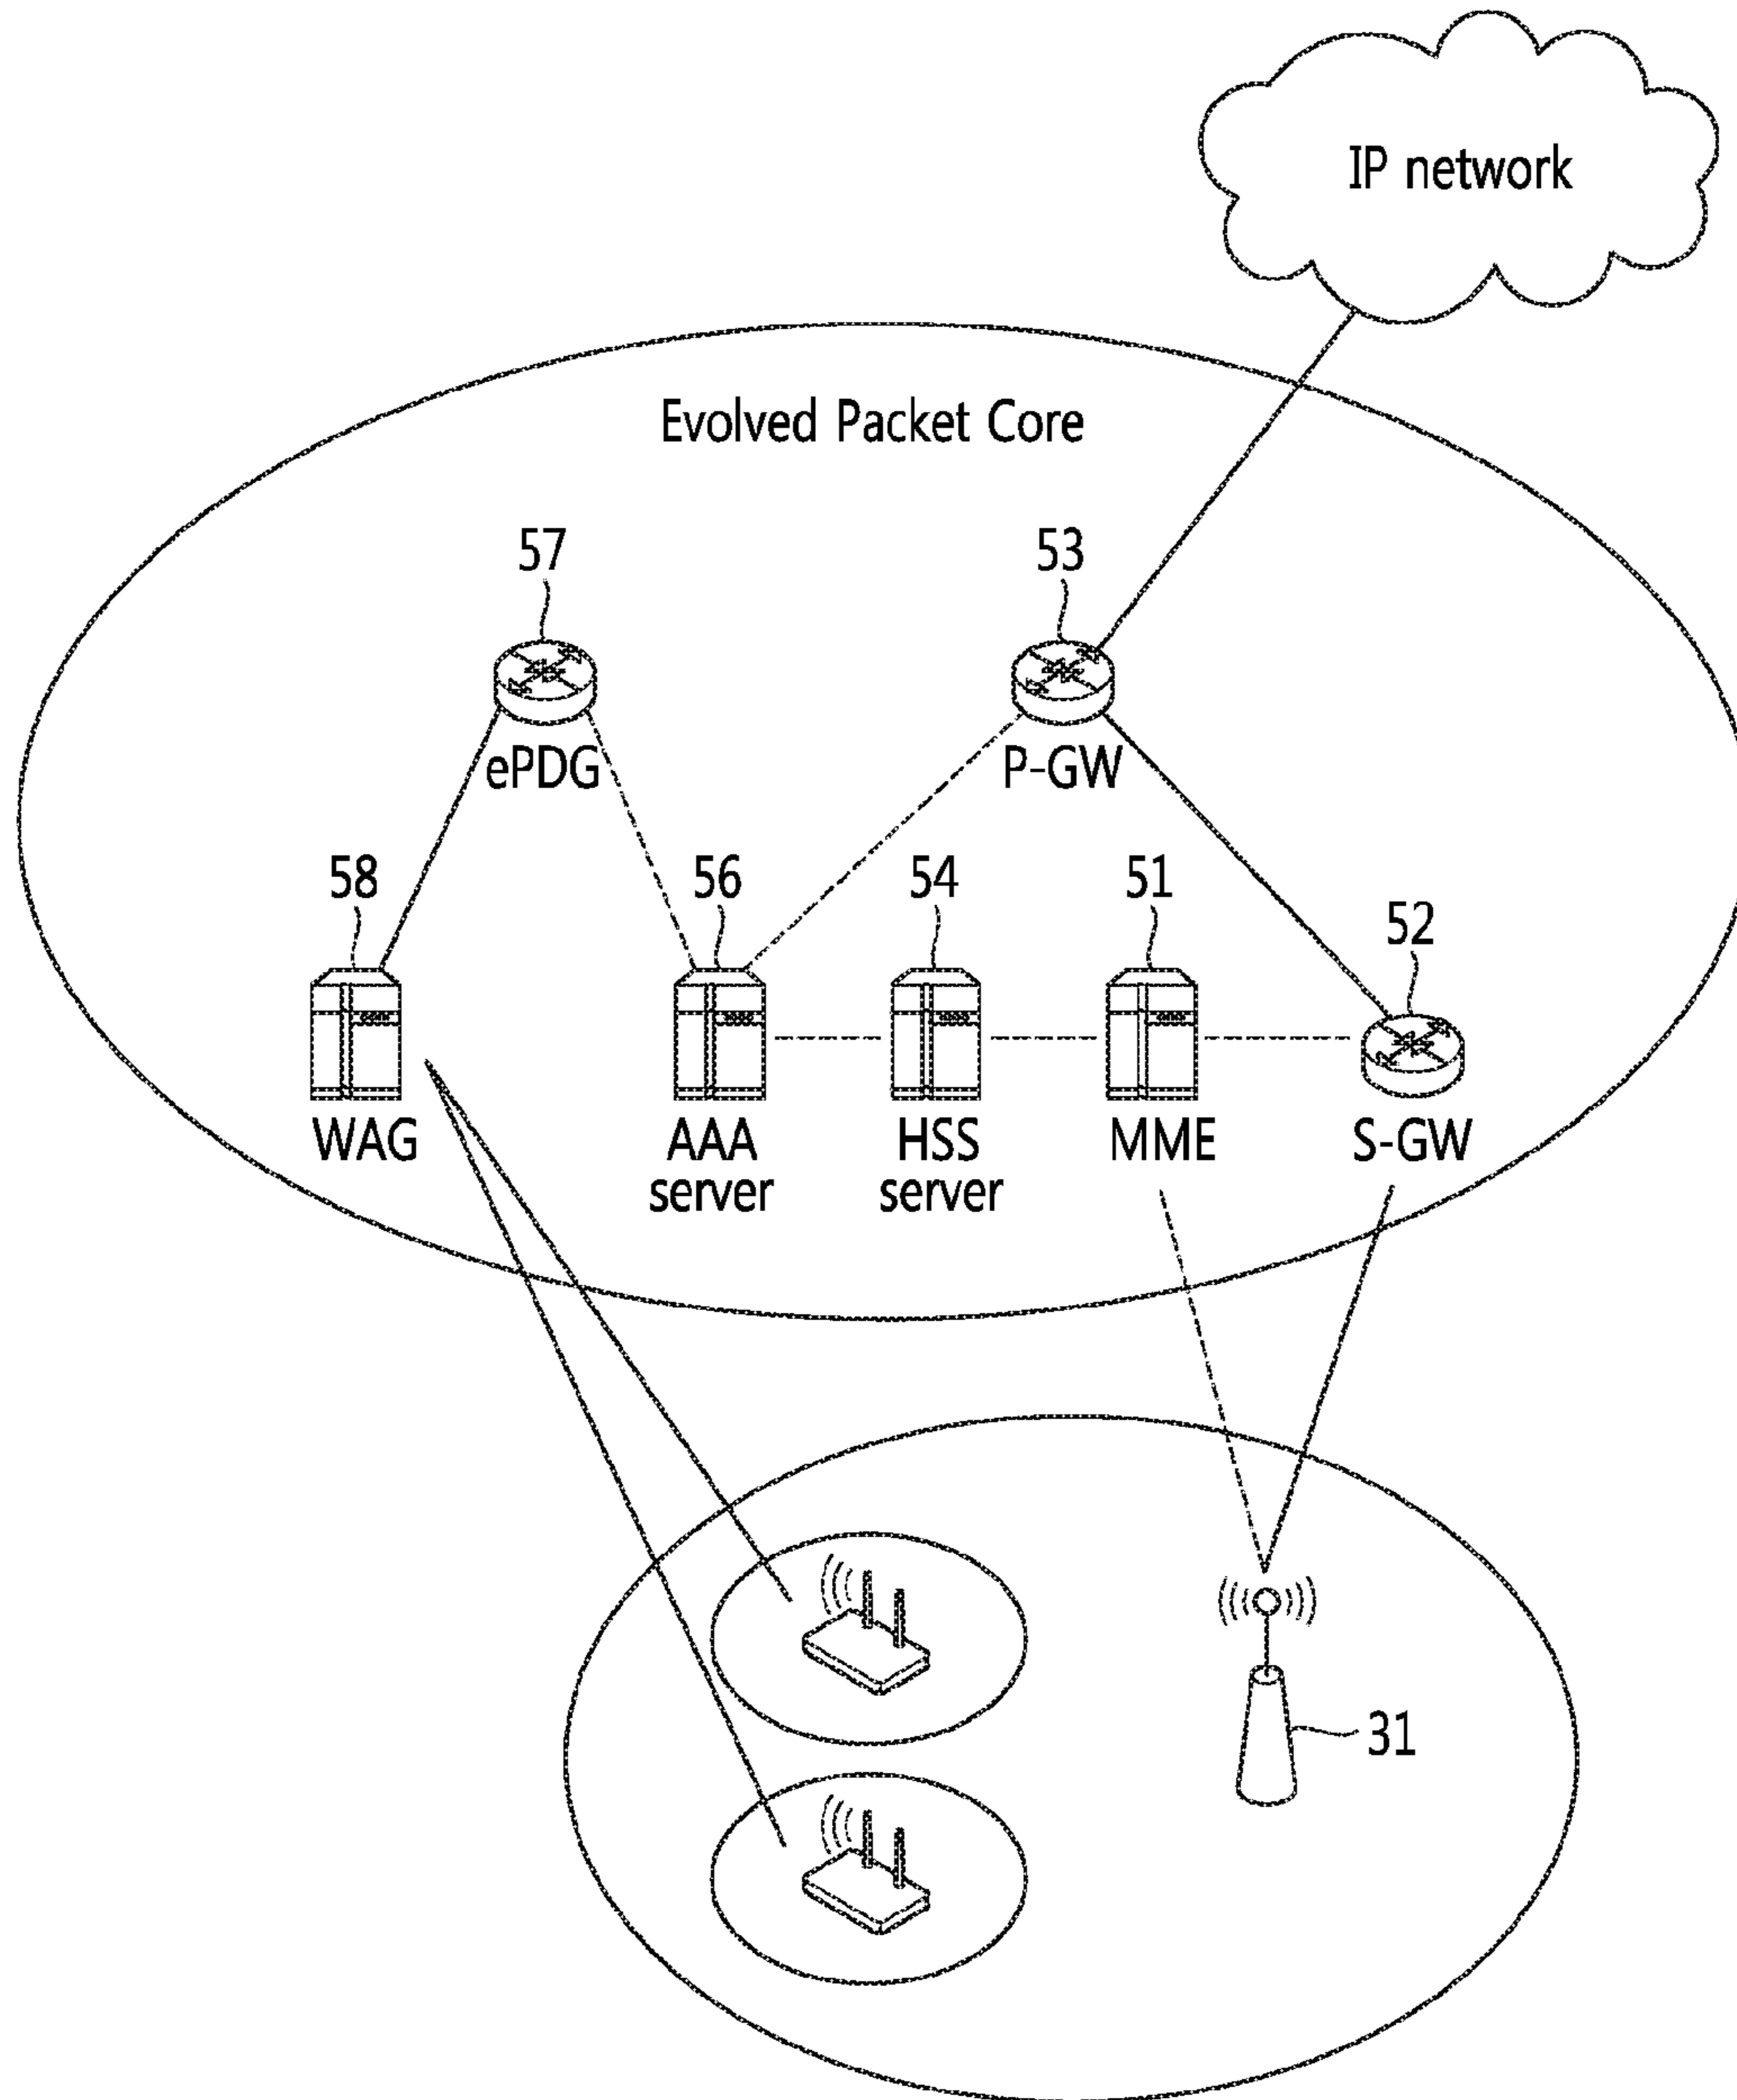 IP network
Evolved Packet Core
57
53
ePDG
P-GW
58
56
54
51
52
WAG
AAA
server
HSS
server
MME
S-GW
31